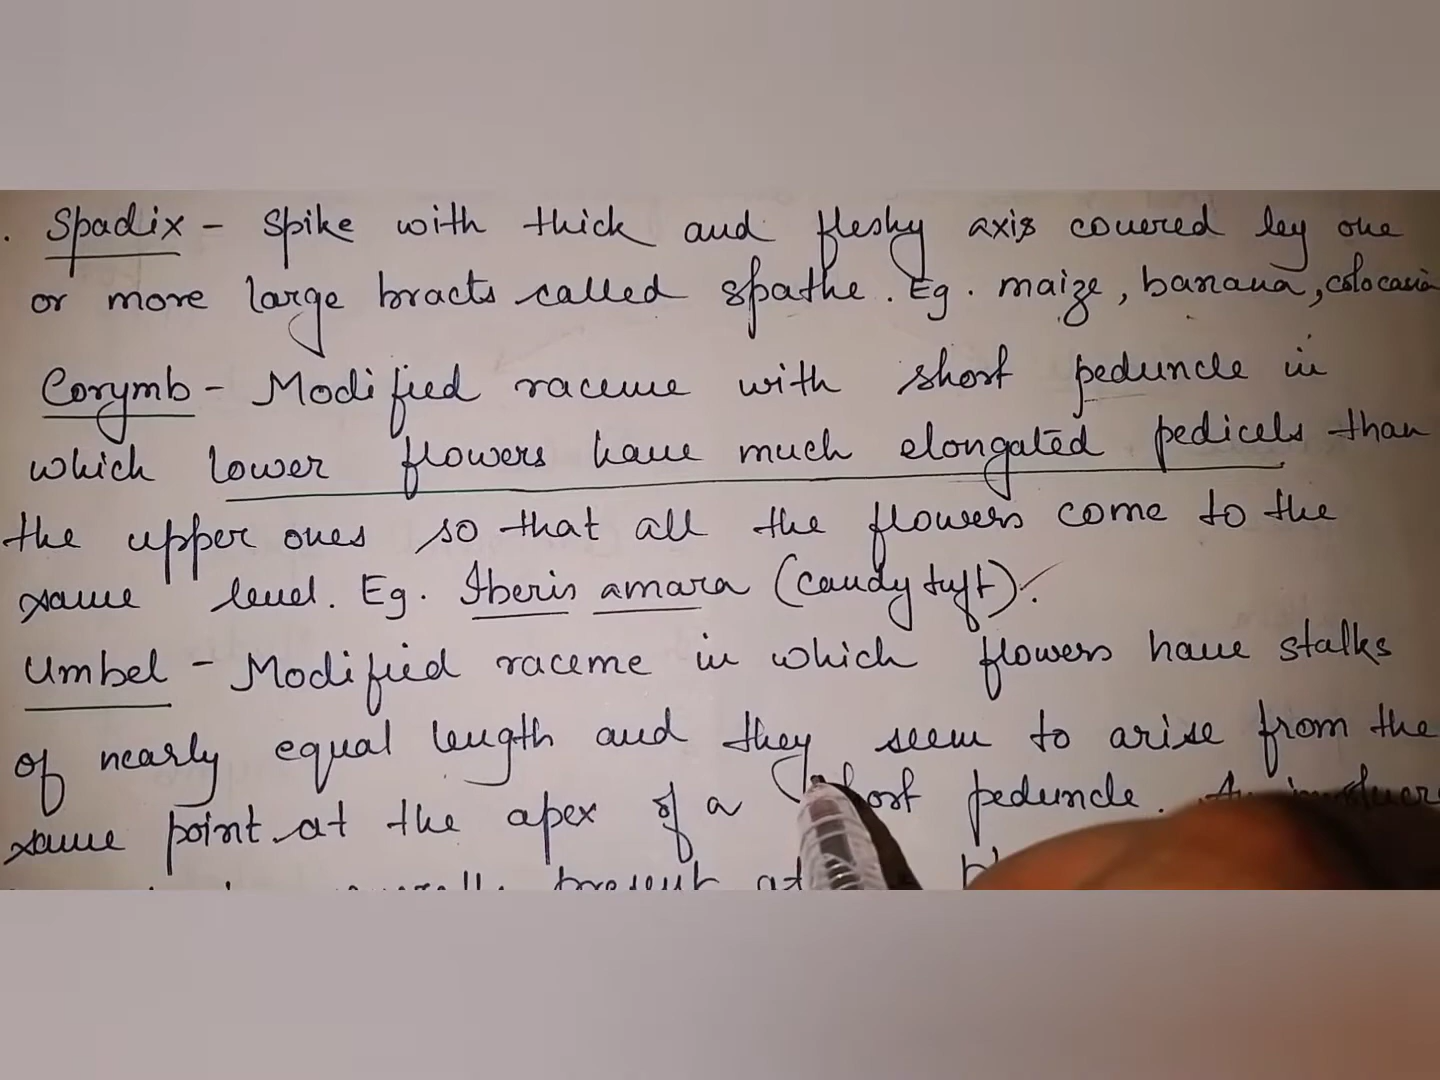 . Spadix - Spike with thick and fleshy axis covered by one
or more large bracts called spathe. Eg. maize, banana, colocasia
Corymb - Modified raceme with short peduncle in
which lower flowers have much elongated pedicels than
the upper ones so that all the flowers come to the
same level. Eg. Iberis amara (candy tuft).
Umbel - Modified raceme in which flowers have stalks
of nearly equal length and they seem to arise from the
same point at the apex of a short peduncle. An
present at